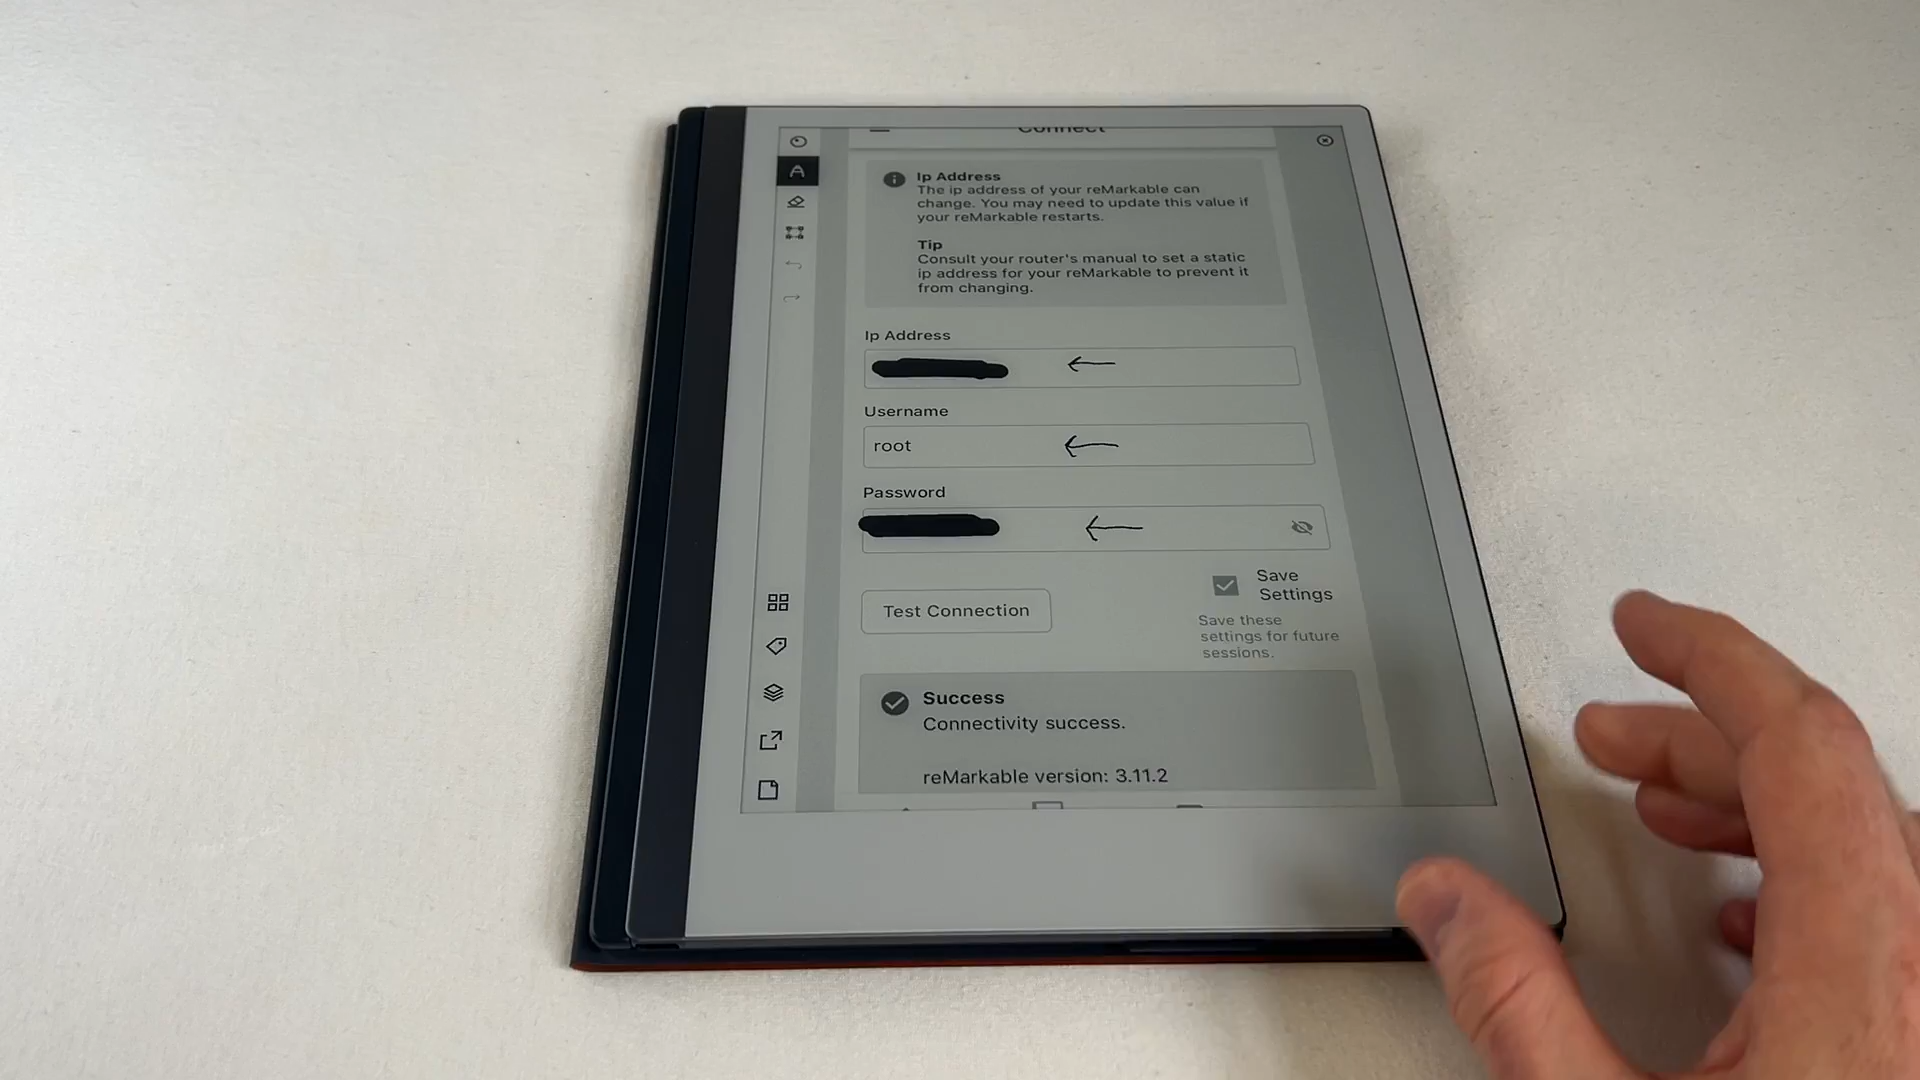 Connect
Ip Address
The ip address of your reMarkable can
change. You may need to update this value if
your reMarkable restarts.
Tip
Consult your router's manual to set a static
ip address for your reMarkable to prevent it
from changing.
Ip Address
Username
root
Password
Test Connection
Save
Settings
Save these
settings for future
sessions.
Success
Connectivity success.
reMarkable version: 3.11.2